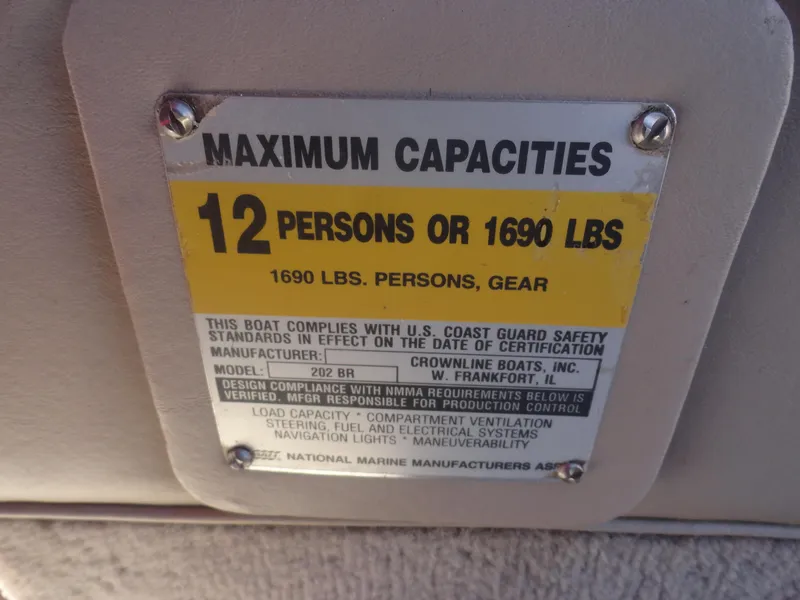 MAXIMUM CAPACITIES
12 PERSONS OR 1690 LBS
1690 LBS. PERSONS, GEAR
THIS BOAT COMPLIES WITH U.S. COAST GUARD SAFETY
STANDARDS IN EFFECT ON THE DATE OF CERTIFICATION
MANUFACTURER: CROWNLINE BOATS, INC.
MODEL: 202 BR W. FRANKFORT, IL
DESIGN COMPLIANCE WITH NMMA REQUIREMENTS BELOW IS
VERIFIED. MFGR RESPONSIBLE FOR PRODUCTION CONTROL
LOAD CAPACITY * COMPARTMENT VENTILATION
STEERING, FUEL AND ELECTRICAL SYSTEMS
NAVIGATION LIGHTS * MANEUVERABILITY
NATIONAL MARINE MANUFACTURERS